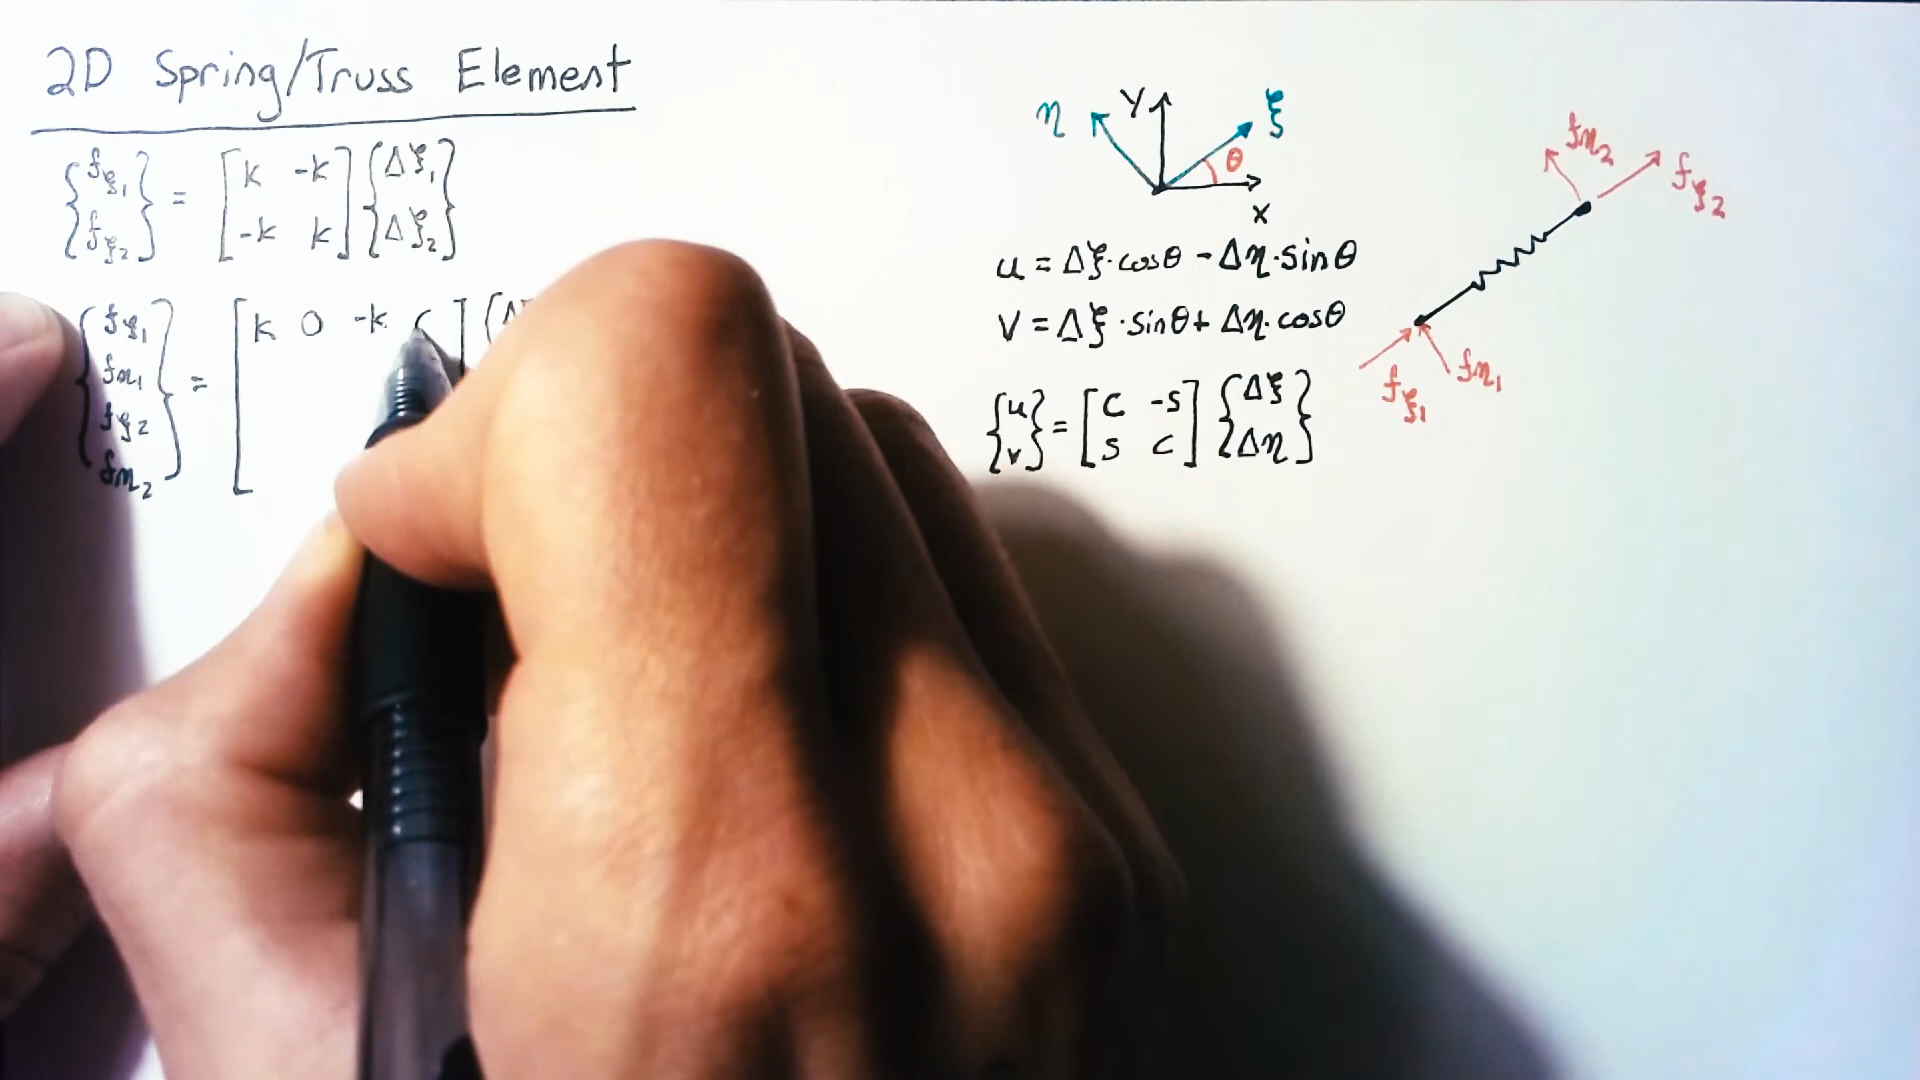 2D Spring/Truss Element
{fξ1 fξ2} = [k -k -k k] {Δξ1 Δξ2}
{fξ1 fη1 fξ2 fη2} = [k 0 -k
η Y ξ
θ
X
u = Δξ·cosθ - Δη·sinθ
v = Δξ·sinθ + Δη·cosθ
{u v} = [c -s s c] {Δξ Δη}
fη2
fξ2
fη1
fξ1